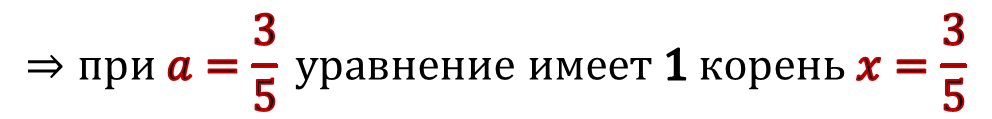 ⇒ при a = 3/5 уравнение имеет 1 корень x = 3/5